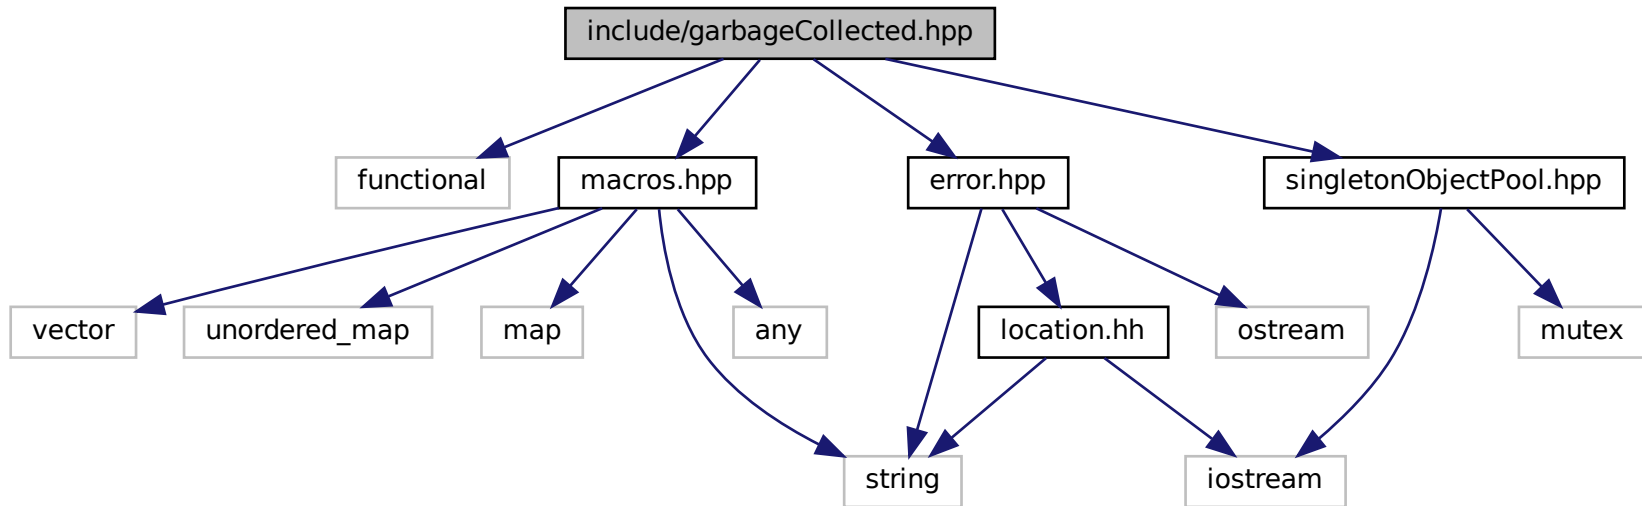 include/garbageCollected.hpp
functional
macros.hpp
error.hpp
singletonObjectPool.hpp
vector
unordered_map
map
any
location.hh
ostream
mutex
string
iostream